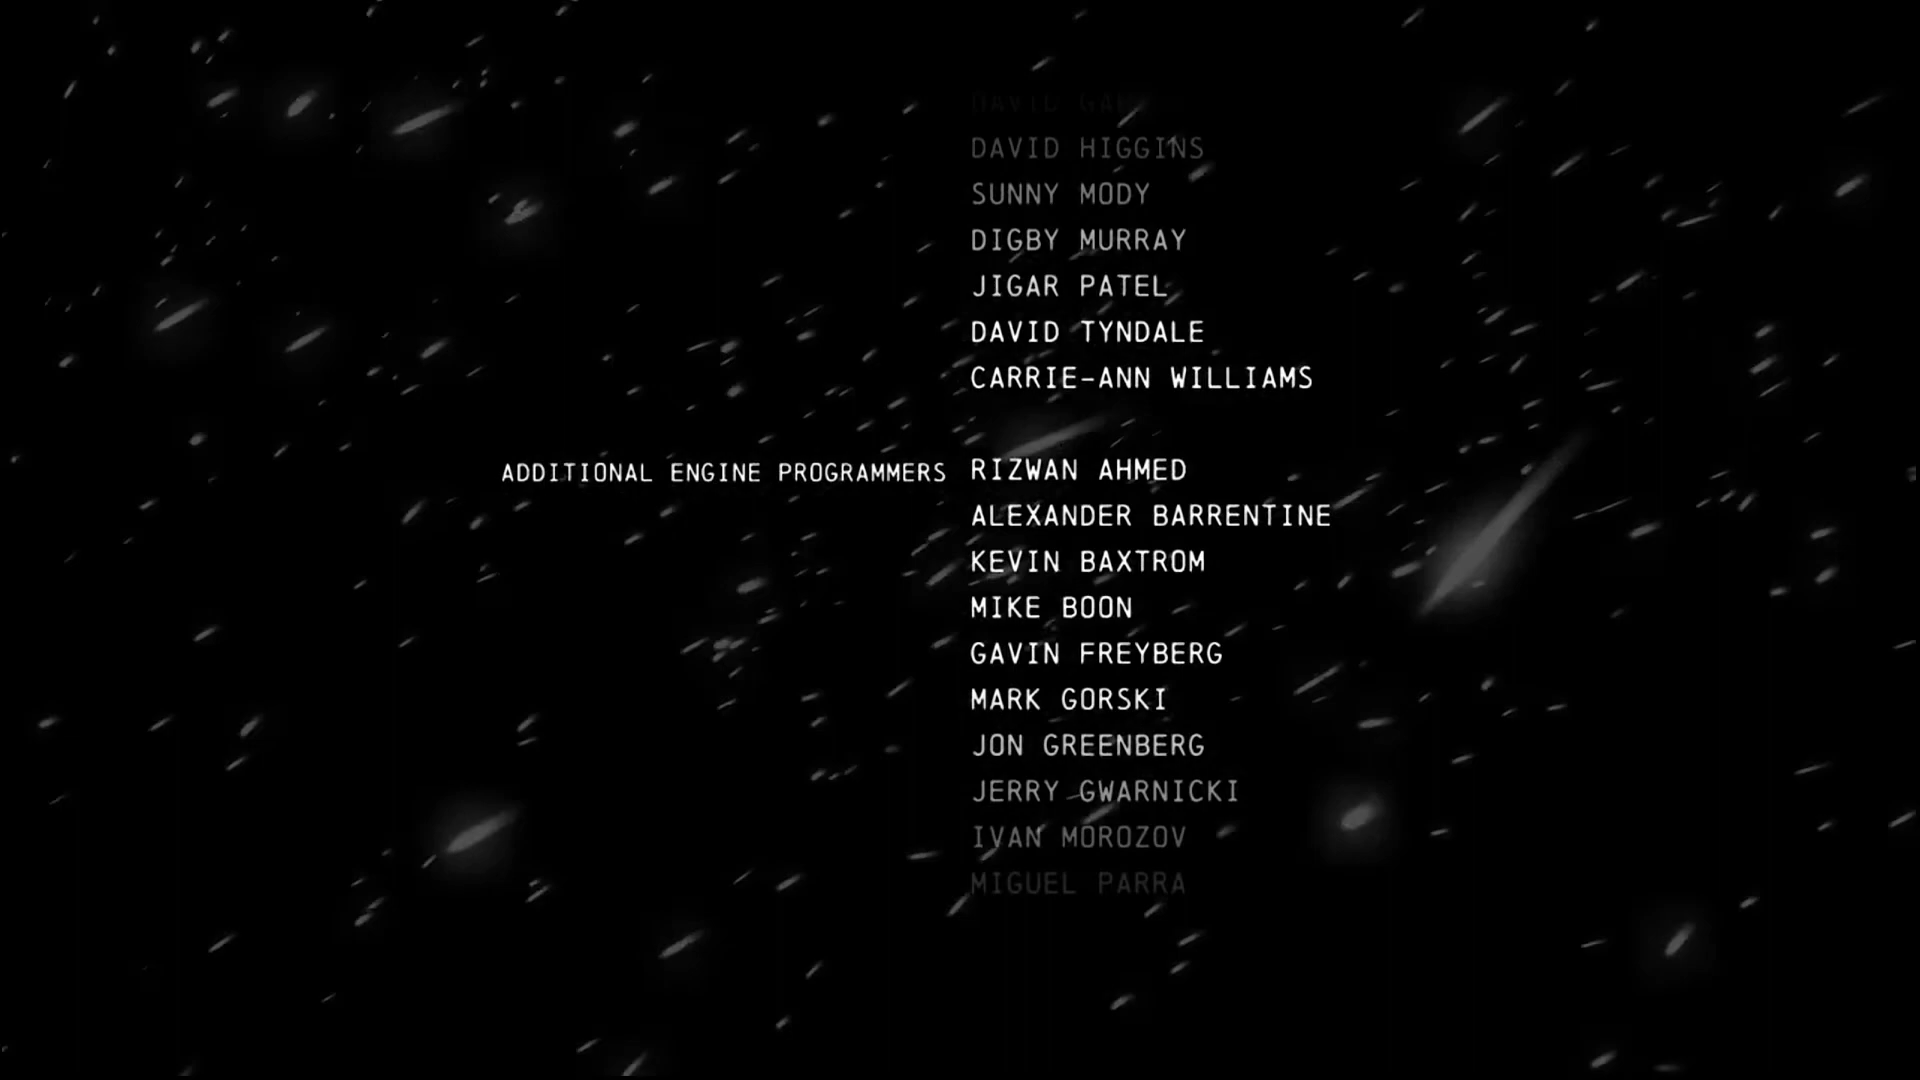 DAVID
DAVID HIGGINS
SUNNY MODY
DIGBY MURRAY
JIGAR PATEL
DAVID TYNDALE
CARRIE-ANN WILLIAMS
ADDITIONAL ENGINE PROGRAMMERS RIZWAN AHMED
ALEXANDER BARRENTINE
KEVIN BAXTROM
MIKE BOON
GAVIN FREYBERG
MARK GORSKI
JON GREENBERG
JERRY GWARNICKI
IVAN MOROZOV
MIGUEL PARRA